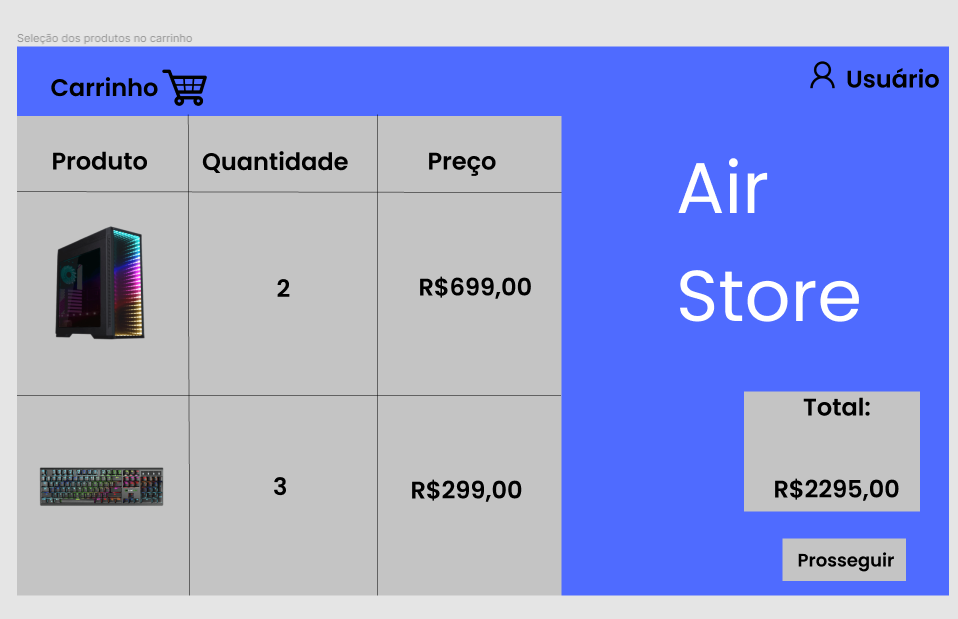 Seleção dos produtos no carrinho
Carrinho
Usuário
Produto
Quantidade
Preço
Air
Store
2
R$699,00
Total:
R$2295,00
3
R$299,00
Prosseguir